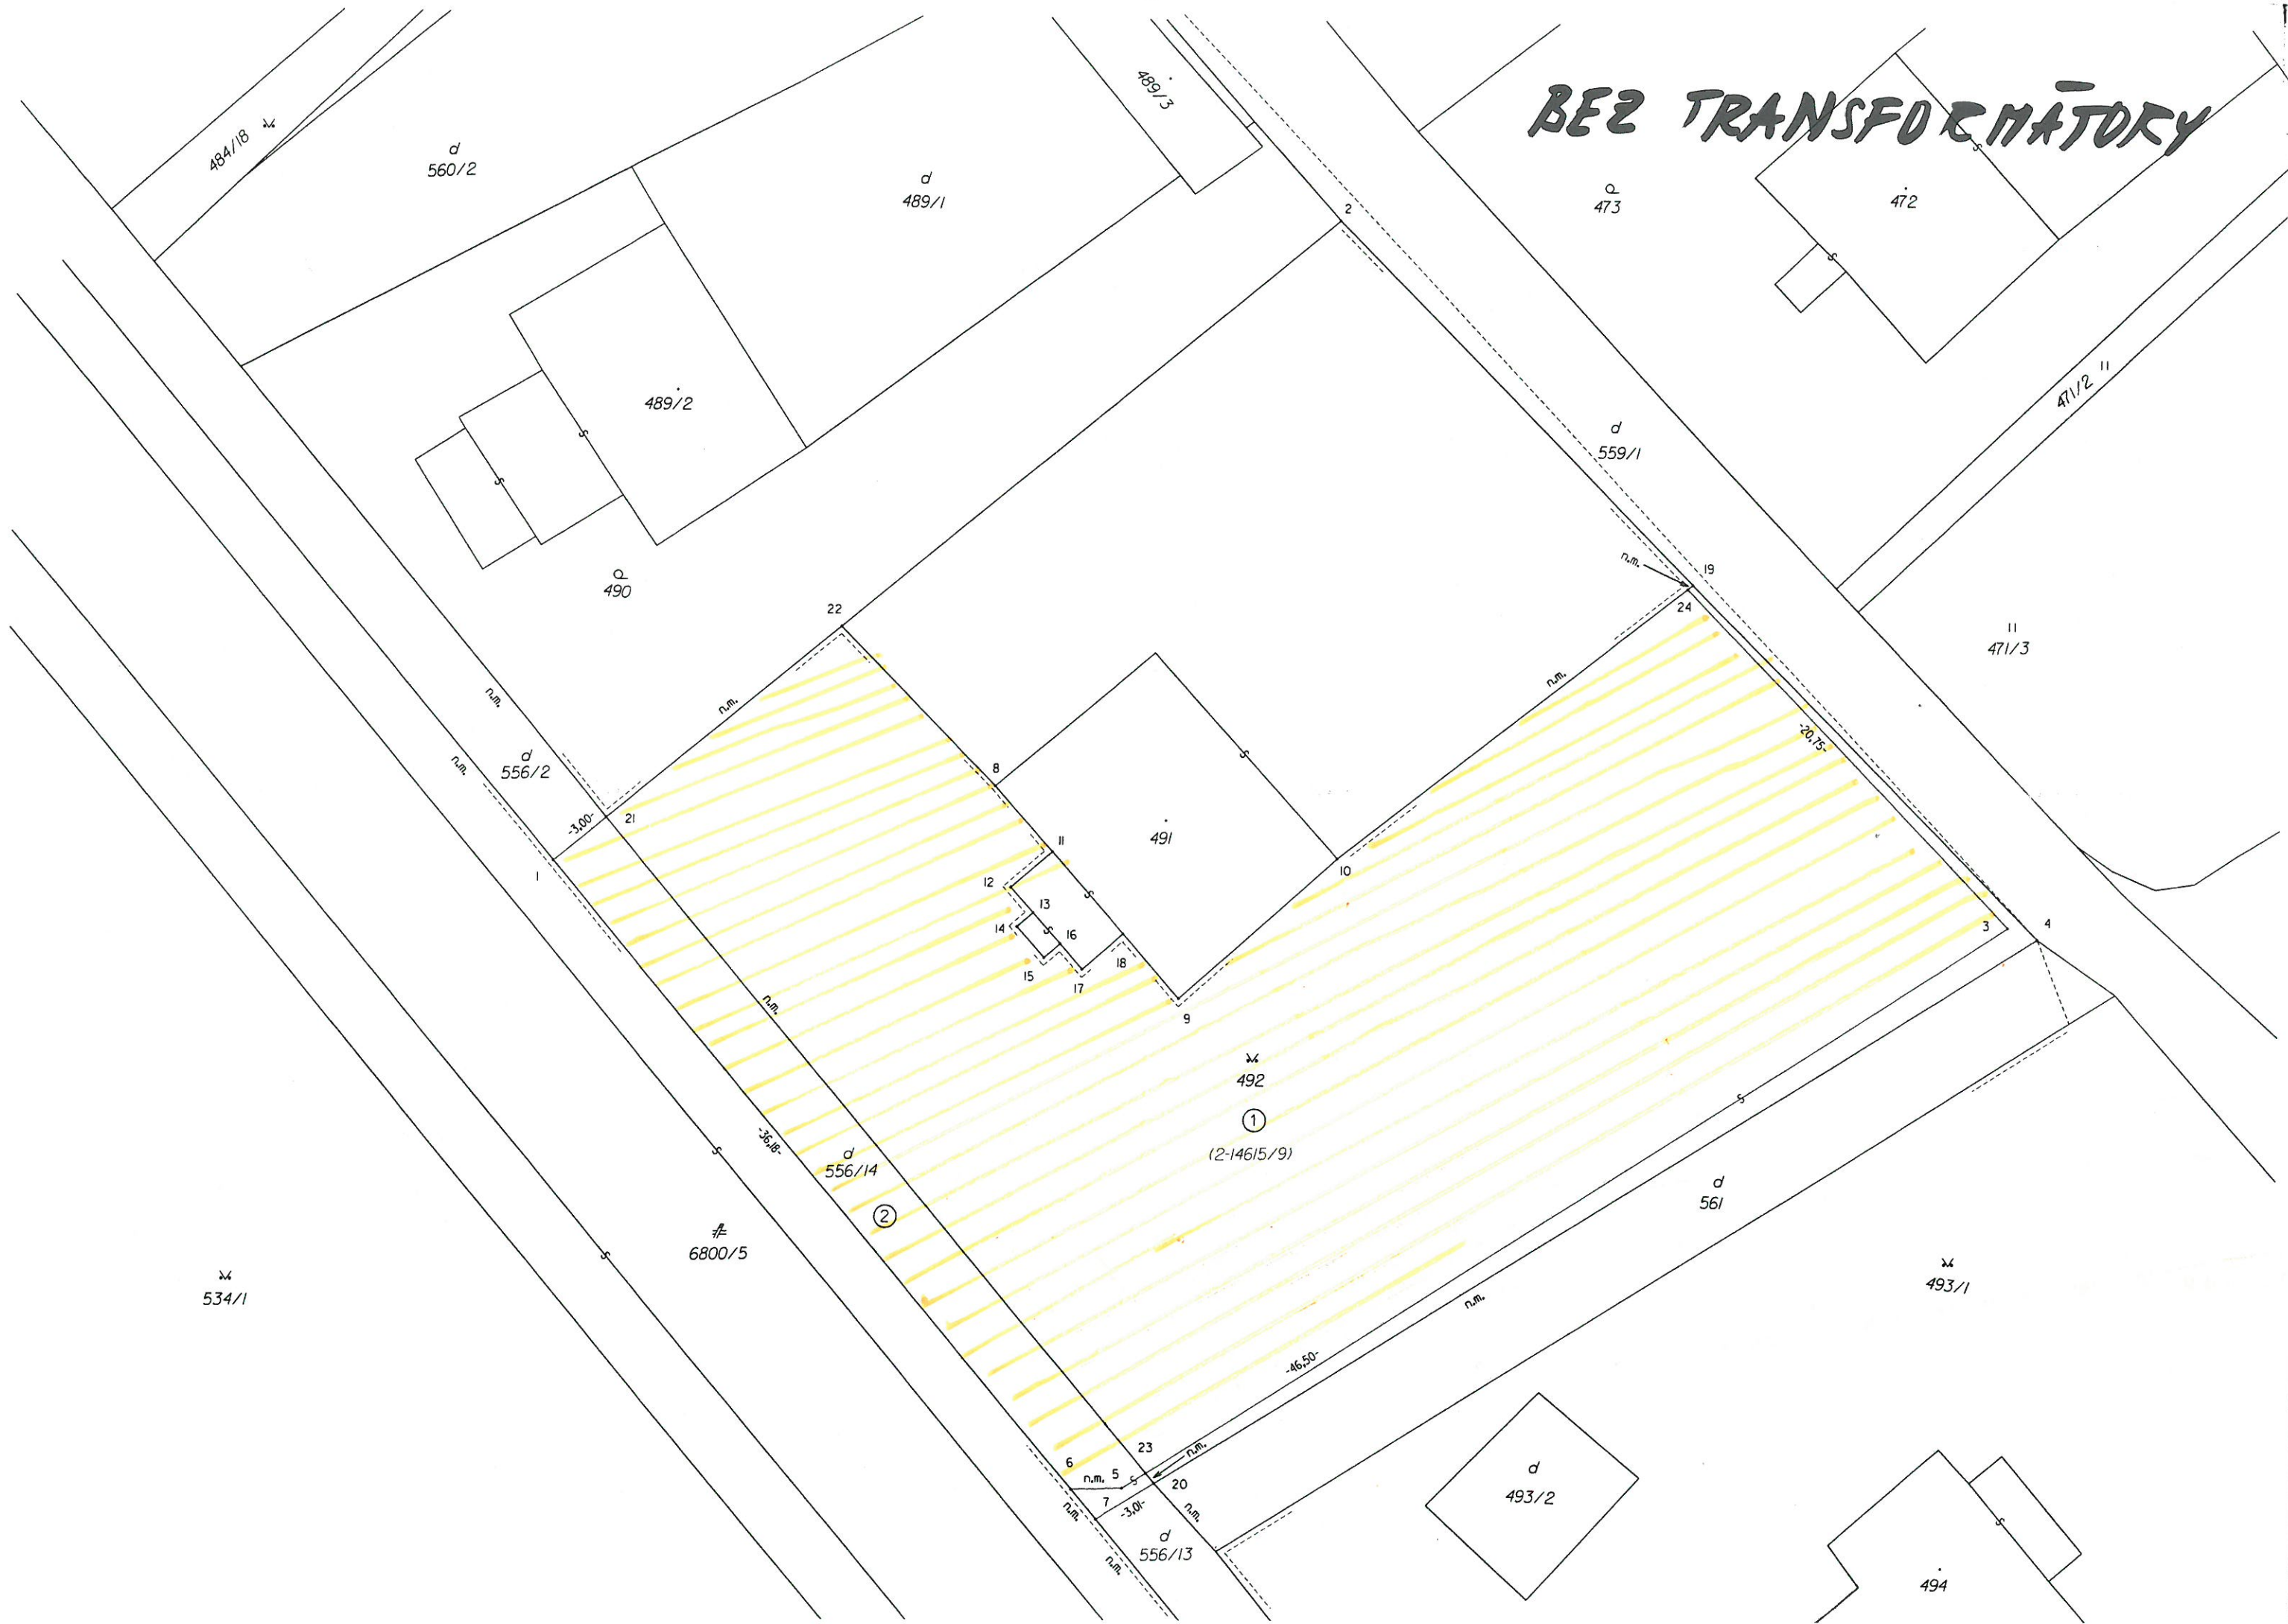 BEZ TRANSFORMÁTORY
484/18
d
560/2
d
489/1
489/3
2
473
472
489/2
471/2
d
559/1
490
n.m.
19
24
22
471/3
n.m.
n.m.
n.m.
n.m.
-20,75-
d
556/2
8
-3,00-
21
11
491
1
12
10
13
14
16
15
18
17
3
4
n.m.
9
492
1
(2-14615/9)
-36,18-
d
556/14
2
d
561
6800/5
534/1
493/1
n.m.
-46,50-
23
n.m.
6
n.m.
5
20
7
-3,01-
n.m.
n.m.
d
493/2
d
556/13
n.m.
494